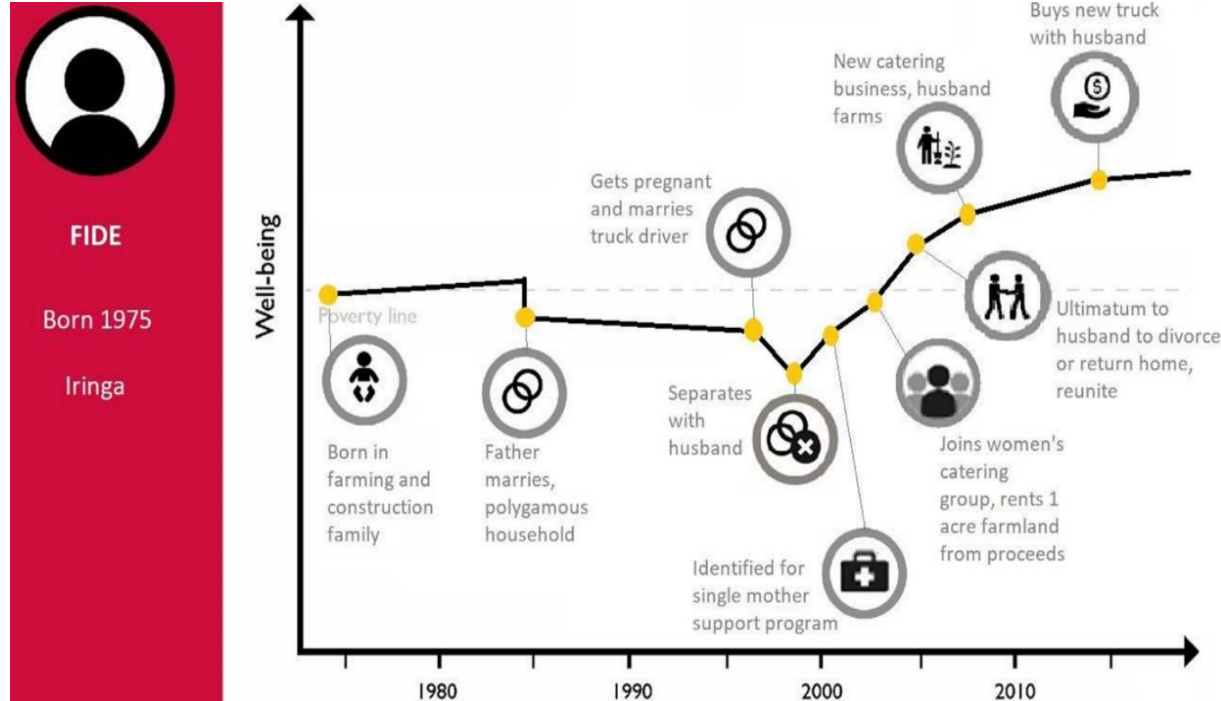 FIDE
Born 1975
Iringa
Well-being
Poverty line
Born in
farming and
construction
family
Father
marries,
polygamous
household
Gets pregnant
and marries
truck driver
Separates
with
husband
Identified for
single mother
support program
Joins women's
catering
group, rents 1
acre farmland
from proceeds
Ultimatum to
husband to divorce
or return home,
reunite
New catering
business, husband
farms
Buys new truck
with husband
$
1980
1990
2000
2010